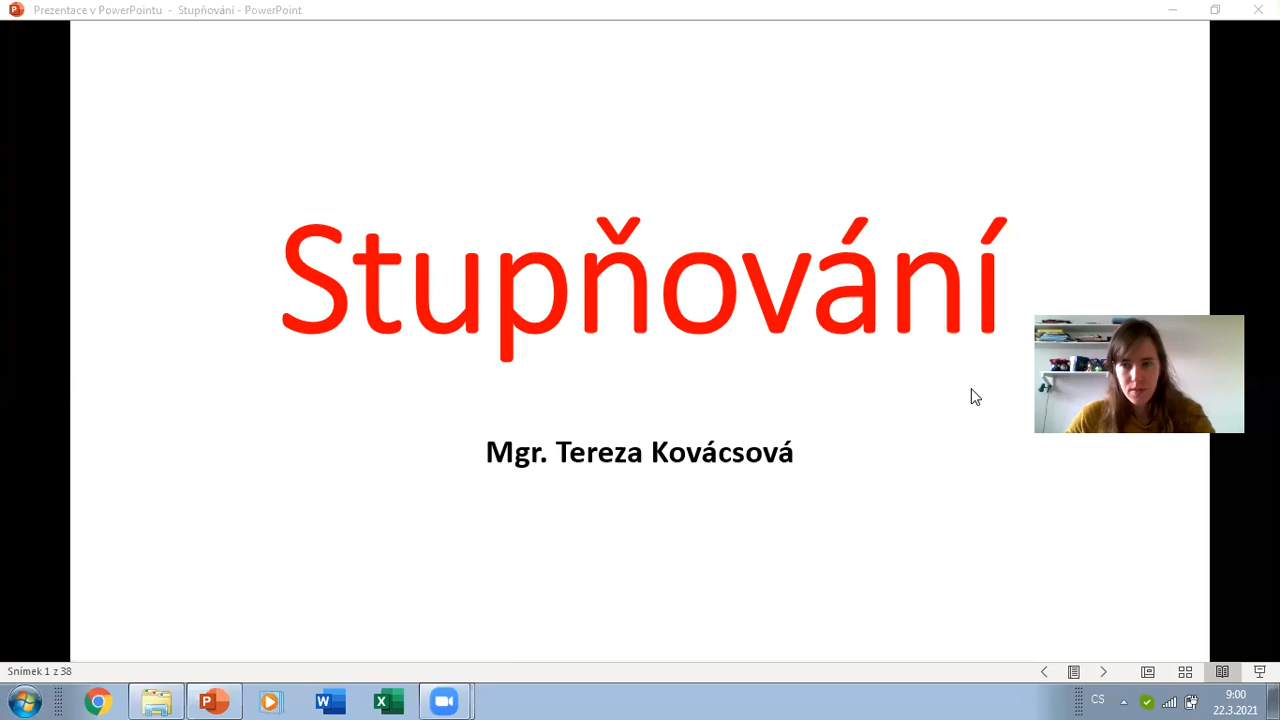 Prezentace v PowerPointu - Stupňování - PowerPoint
Stupňování
Mgr. Tereza Kovácsová
Snímek 1 z 38
CS
9:00
22.3.2021